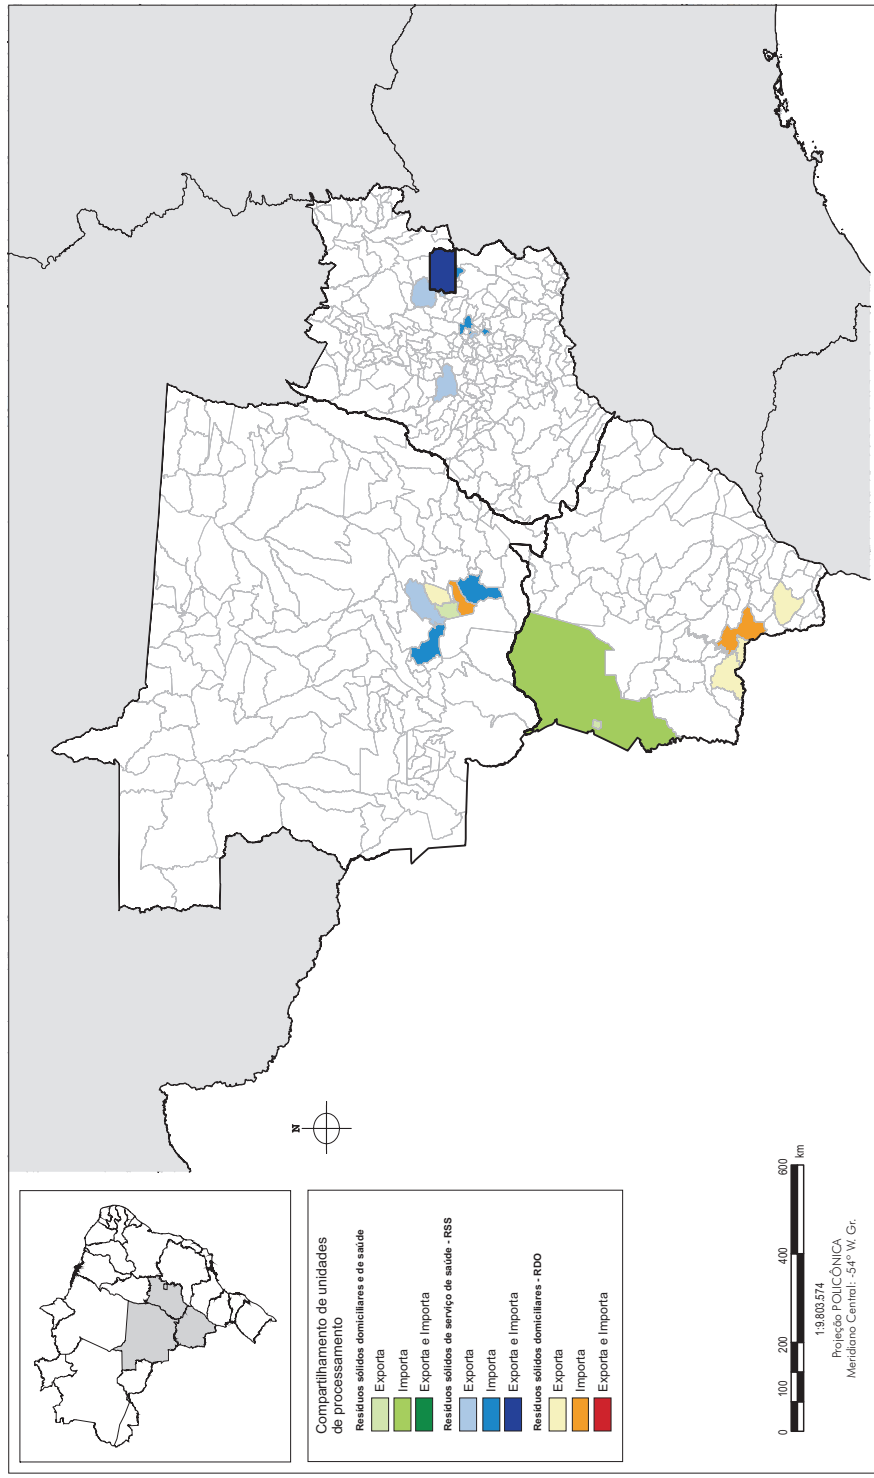 N
Compartilhamento de unidades
de processamento
Resíduos sólidos domiciliares e de saúde
Exporta
Importa
Exporta e Importa
Resíduos sólidos de serviço de saúde - RSS
Exporta
Importa
Exporta e Importa
Resíduos sólidos domiciliares - RDO
Exporta
Importa
Exporta e Importa
0 100 200 400 600
km
1:9.803.574
Projeção POLICÔNICA
Meridiano Central: -54° W. Gr.